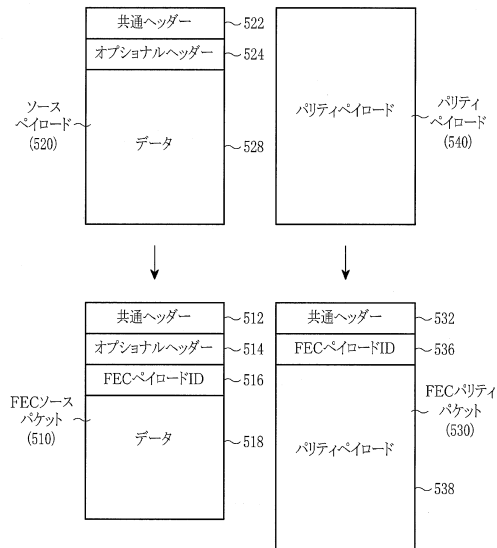 共通ヘッダー
522
オプショナルヘッダー
524
ソース
ペイロード
(520)
データ
528
パリティペイロード
パリティ
ペイロード
(540)
共通ヘッダー
512
オプショナルヘッダー
514
FECペイロードID
516
FECソース
パケット
(510)
データ
518
共通ヘッダー
532
FECペイロードID
536
パリティペイロード
FECパリティ
パケット
(530)
538